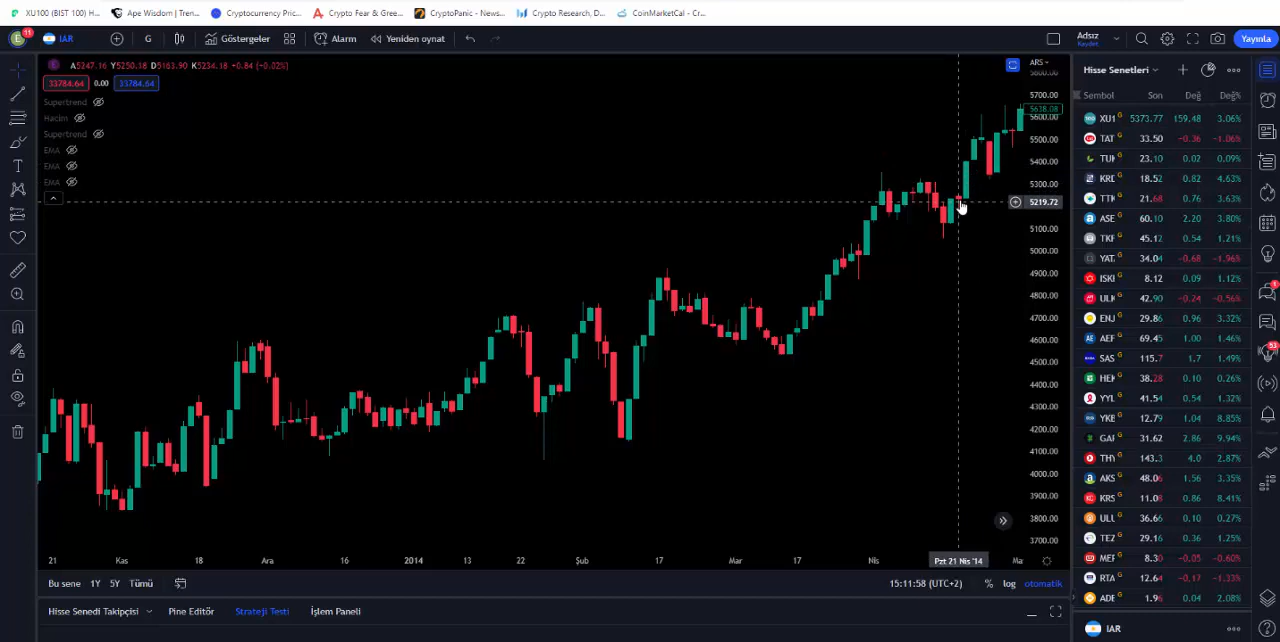 XU100 (BIST 100) H... Ape Wisdom | Tren... Cryptocurrency Pric... Crypto Fear & Gree... CryptoPanic - News... Crypto Research, D... CoinMarketCal - Cr...
E 11 IAR G Göstergeler Alarm Yeniden oynat Adsız Kaydet Yayınla
A5247.16 Y5250.18 D5163.90 K5234.18 +0.84 (+0.02%)
33784.64 0.00 33784.64
Supertrend
Hacim
Supertrend
EMA
EMA
EMA
ARS
5800.00
5700.00
5638.08
5600.00
5500.00
5400.00
5300.00
5219.72
5100.00
5000.00
4900.00
4800.00
4700.00
4600.00
4500.00
4400.00
4300.00
4200.00
4100.00
4000.00
3900.00
3800.00
3700.00
21 Kas 18 Ara 16 2014 13 22 Şub 17 Mar 17 Nis Pzt 21 Nis '14 Ma
Bu sene 1Y 5Y Tümü 15:11:58 (UTC+2) % log otomatik
Hisse Senedi Takipçisi Pine Editör Strateji Testi İşlem Paneli
Hisse Senetleri
Sembol Son Değ Değ%
XU1 G 5373.77 159.48 3.06%
TAT G 33.50 −0.36 −1.06%
TUK G 23.10 0.02 0.09%
KRD G 18.52 0.82 4.63%
TTK G 21.68 0.76 3.63%
ASE G 60.10 2.20 3.80%
TKF G 45.12 0.54 1.21%
YAT G 34.04 −0.68 −1.96%
ISKI G 8.12 0.09 1.12%
ULK G 42.90 −0.24 −0.56%
ENJ G 29.86 0.96 3.32%
AEF G 69.45 1.00 1.46%
SAS G 115.7 1.7 1.49%
HEK G 38.28 0.10 0.26%
YYL G 41.54 0.54 1.32%
YKB G 12.79 1.04 8.85%
GAR G 31.62 2.86 9.94%
THY G 143.3 4.0 2.87%
AKS G 48.06 1.56 3.35%
KRS G 11.08 0.86 8.41%
ULU G 36.66 0.10 0.27%
TEZ G 29.16 0.36 1.25%
MEF G 8.30 −0.05 −0.60%
RTA G 12.64 −0.17 −1.33%
ADE G 1.96 0.04 2.08%
IAR